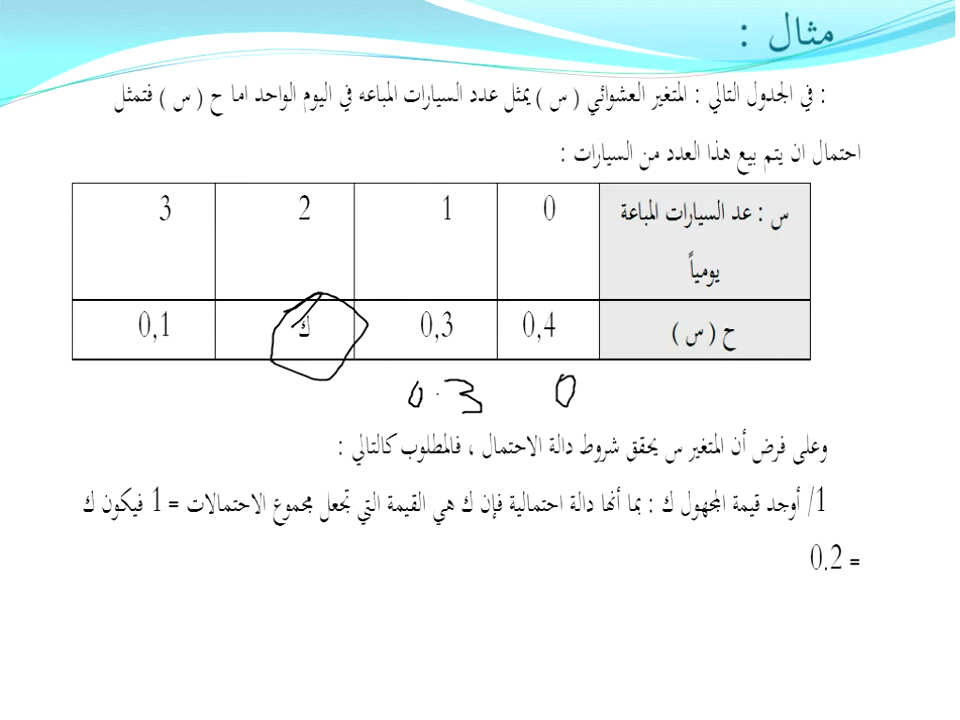 مثال :
: في الجدول التالي : المتغير العشوائي ( س ) يمثل عدد السيارات المباعه في اليوم الواحد اما ح ( س ) فتمثل
احتمال ان يتم بيع هذا العدد من السيارات :
س : عد السيارات المباعة 0 1 2 3
يومياً
ح ( س ) 0,4 0,3 ك 0,1
0 0.3
وعلى فرض أن المتغير س يحقق شروط دالة الاحتمال ، فالمطلوب كالتالي :
1/ أوجد قيمة المجهول ك : بما أنها دالة احتمالية فإن ك هي القيمة التي تجعل مجموع الاحتمالات = 1 فيكون ك
= 0.2